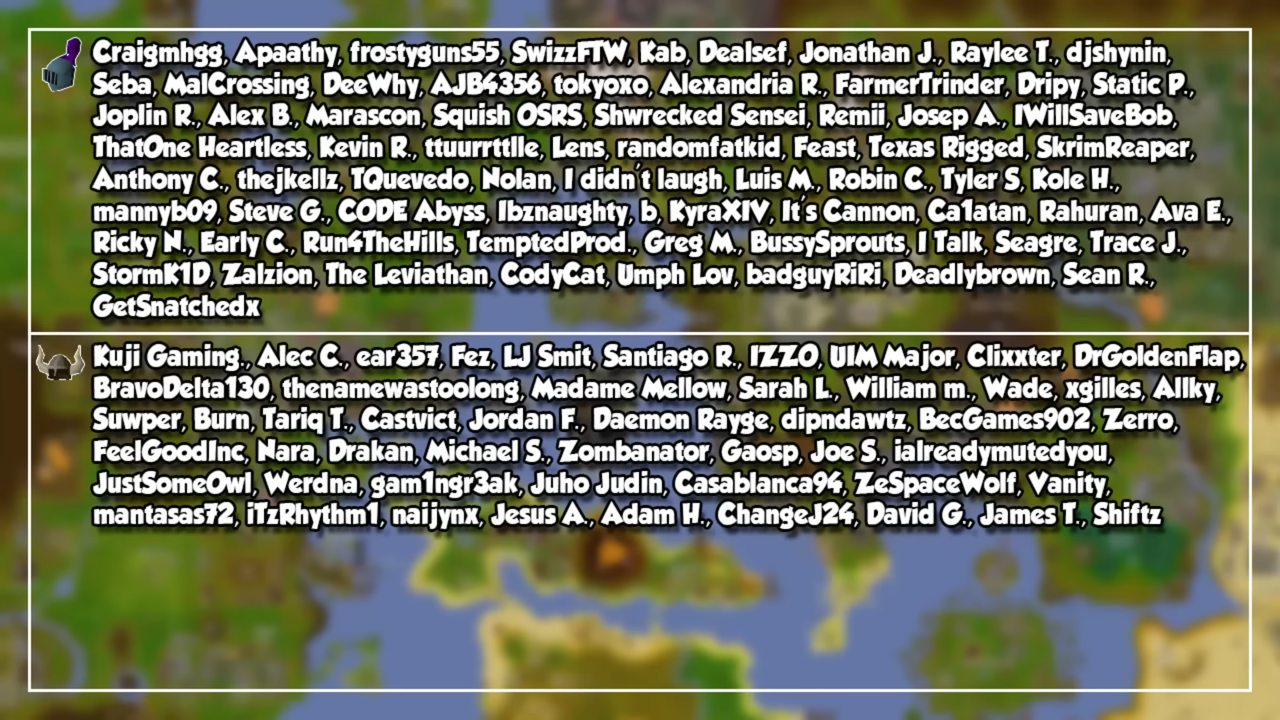 Craigmhgg, Apaathy, frostyguns55, SwizzFTW, Kab, Dealsef, Jonathan J., Raylee T., djshynin,
Seba, MalCrossing, DeeWhy, AJB4356, tokyoxo, Alexandria R., FarmerTrinder, Dripy, Static P.,
Joplin R., Alex B., Marascon, Squish OSRS, Shwrecked Sensei, Remii, Josep A., IWillSaveBob,
ThatOne Heartless, Kevin R., ttuurrttlle, Lens, randomfatkid, Feast, Texas Rigged, SkrimReaper,
Anthony C., thejkellz, TQuevedo, Nolan, I didn't laugh, Luis M., Robin C., Tyler S, Kole H.,
mannyb09, Steve G., CODE Abyss, Ibznaughty, b, KyraXIV, It's Cannon, Ca1atan, Rahuran, Ava E.,
Ricky N., Early C., Run4TheHills, TemptedProd., Greg M., BussySprouts, I Talk, Seagre, Trace J.,
StormK1D, Zalzion, The Leviathan, CodyCat, Umph Lov, badguyRiRi, Deadlybrown, Sean R.,
GetSnatchedx
Kuji Gaming., Alec C., ear357, Fez, LJ Smit, Santiago R., IZZO, UIM Major, Clixxter, DrGoldenFlap,
BravoDelta130, thenamewastoolong, Madame Mellow, Sarah L., William m., Wade, xgilles, Allky,
Suwper, Burn, Tariq T., Castvict, Jordan F., Daemon Rayge, dipndawtz, BecGames902, Zerro,
FeelGoodInc, Nara, Drakan, Michael S., Zombanator, Gaosp, Joe S., ialreadymutedyou,
JustSomeOwl, Werdna, gam1ngr3ak, Juho Judin, Casablanca94, ZeSpaceWolf, Vanity,
mantasas72, iTzRhythm1, naijynx, Jesus A., Adam H., ChangeJ24, David G., James T., Shiftz